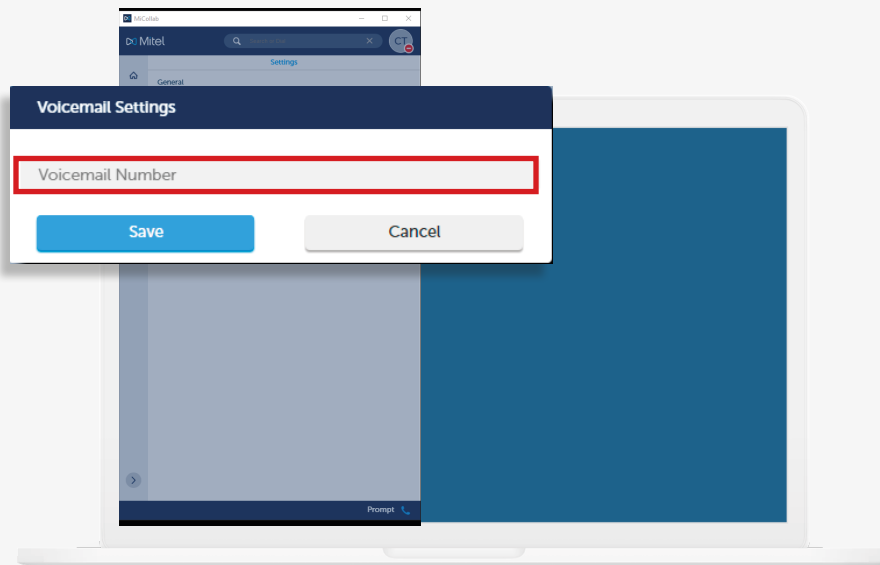 MiCollab
Mitel
CT
Settings
General
Voicemail Settings
Voicemail Number
Save
Cancel
Prompt